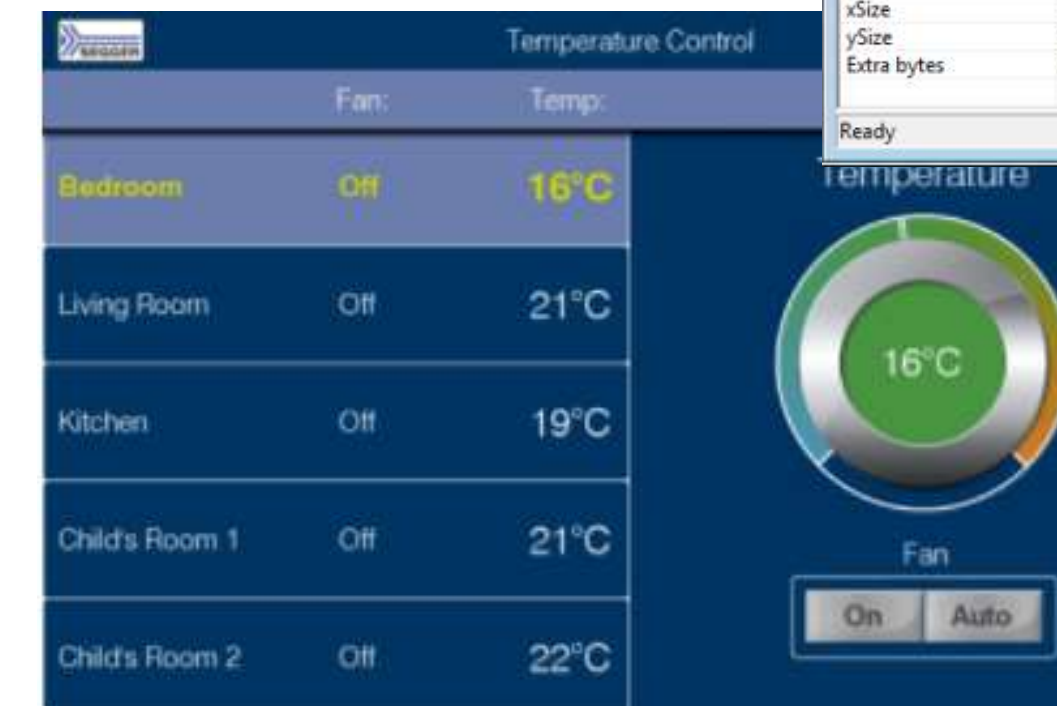 xSize
ySize
Extra bytes
Ready
SEGGER
Temperature Control
Fan: Temp:
Bedroom Off 16°C
Living Room Off 21°C
Kitchen Off 19°C
Child's Room 1 Off 21°C
Child's Room 2 Off 22°C
Temperature
16°C
Fan
On Auto